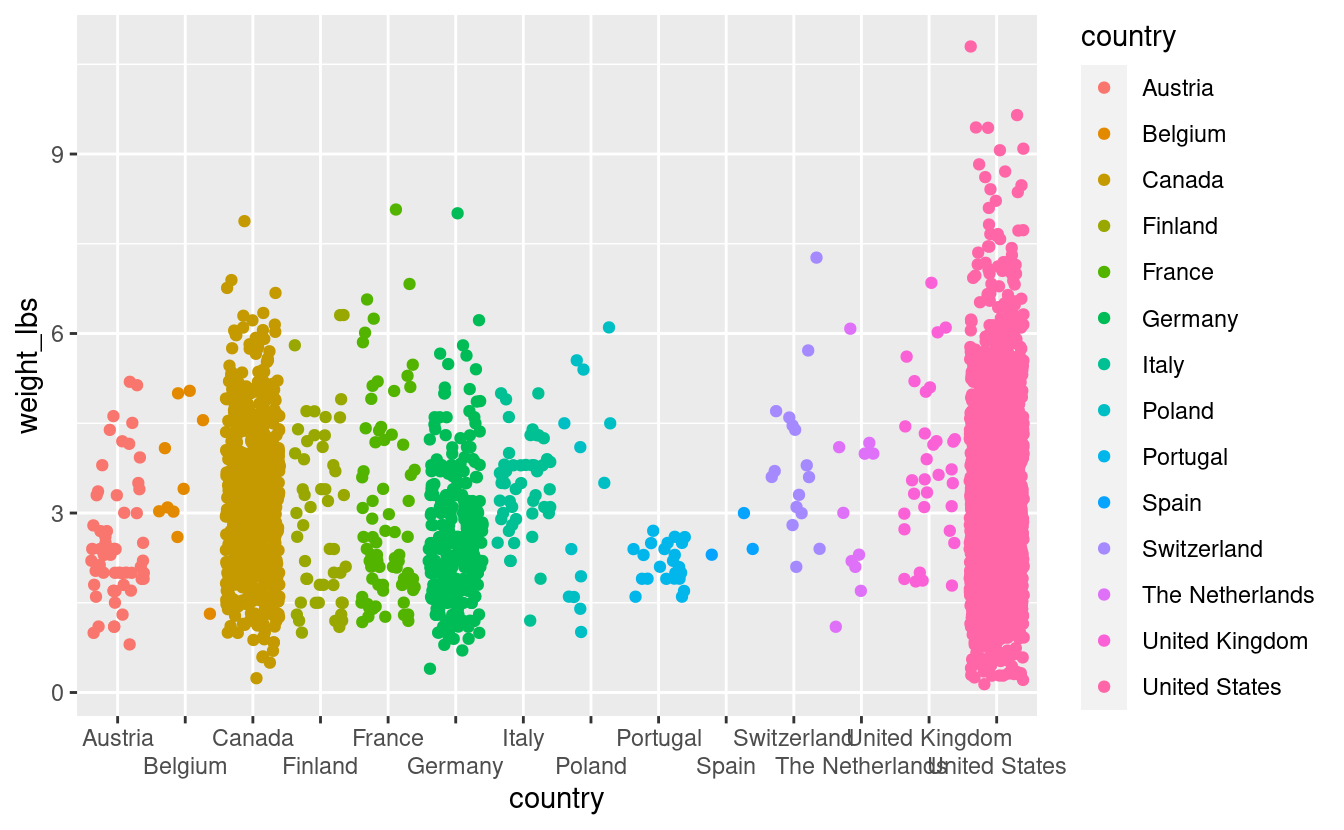 country
Austria
Belgium
Canada
Finland
France
Germany
Italy
Poland
Portugal
Spain
Switzerland
The Netherlands
United Kingdom
United States
weight_lbs
9
6
3
0
Austria Canada France Italy Portugal Switzerland United Kingdom
Belgium Finland Germany Poland Spain The Netherlands United States
country